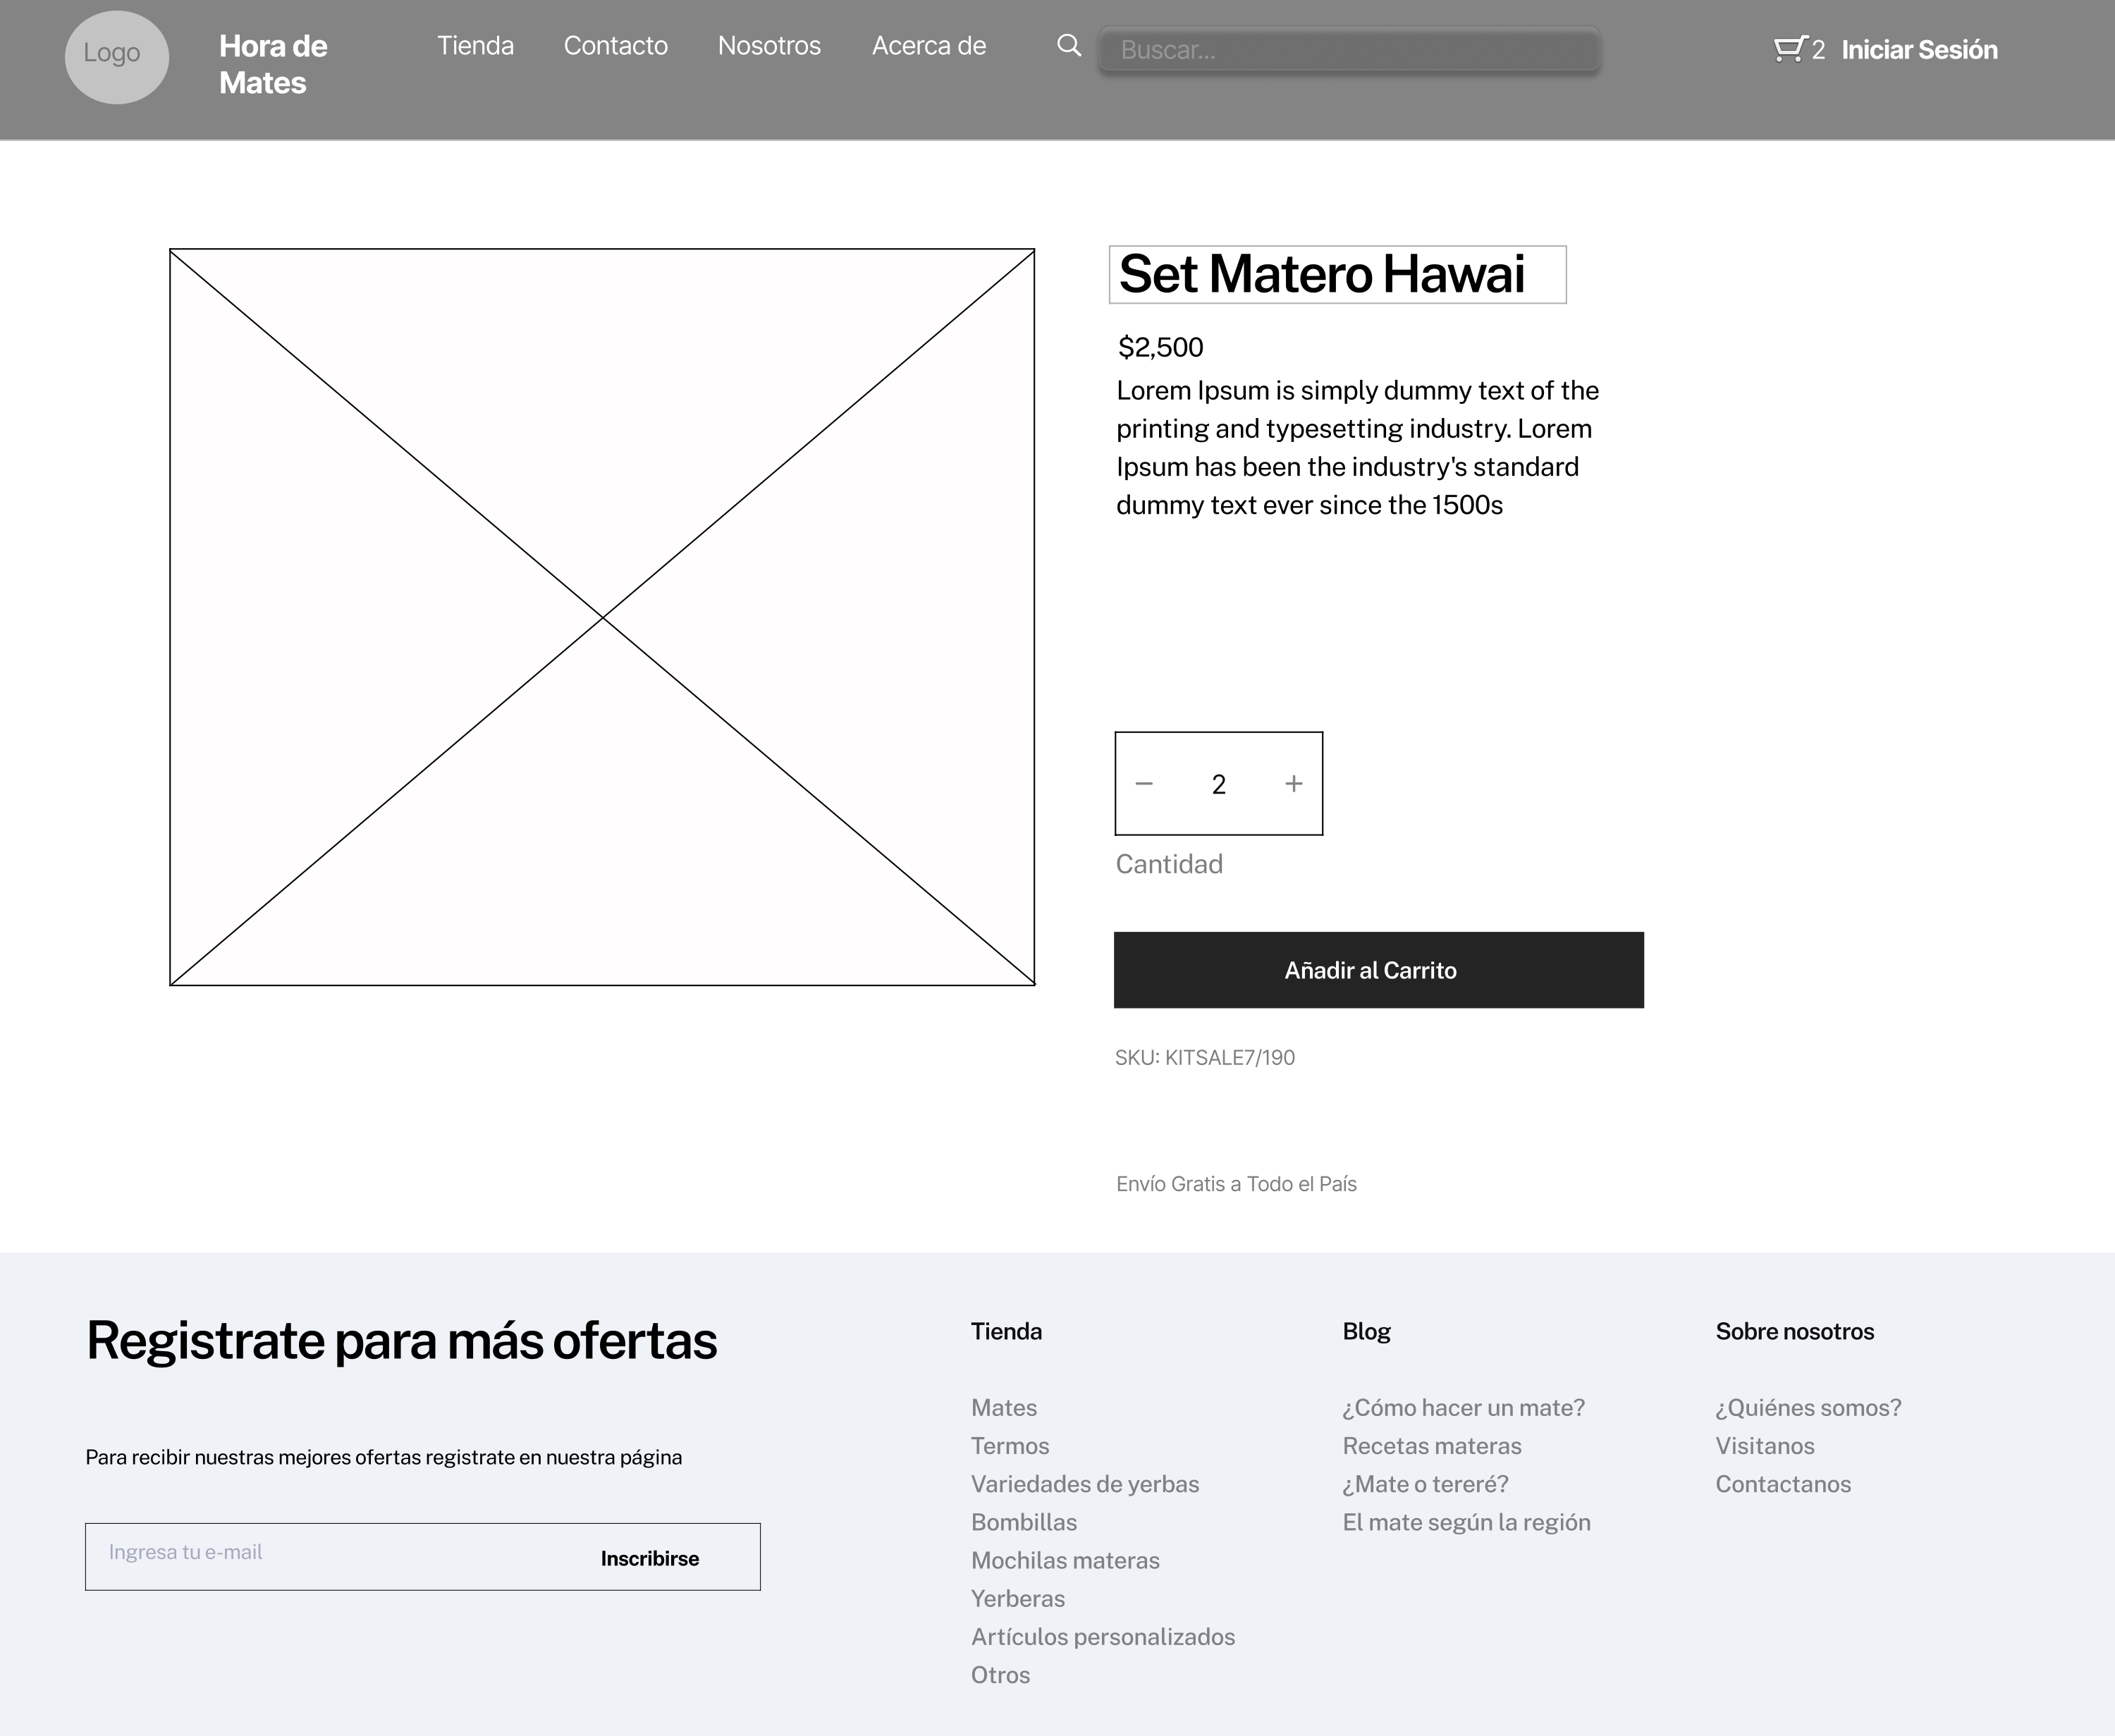 Logo
Hora de
Mates
Tienda
Contacto
Nosotros
Acerca de
Buscar...
2
Iniciar Sesión
Set Matero Hawai
$2,500
Lorem Ipsum is simply dummy text of the
printing and typesetting industry. Lorem
Ipsum has been the industry's standard
dummy text ever since the 1500s
− 2 +
Cantidad
Añadir al Carrito
SKU: KITSALE7/190
Envío Gratis a Todo el País
Registrate para más ofertas
Para recibir nuestras mejores ofertas registrate en nuestra página
Ingresa tu e-mail
Inscribirse
Tienda
Mates
Termos
Variedades de yerbas
Bombillas
Mochilas materas
Yerberas
Artículos personalizados
Otros
Blog
¿Cómo hacer un mate?
Recetas materas
¿Mate o tereré?
El mate según la región
Sobre nosotros
¿Quiénes somos?
Visitanos
Contactanos